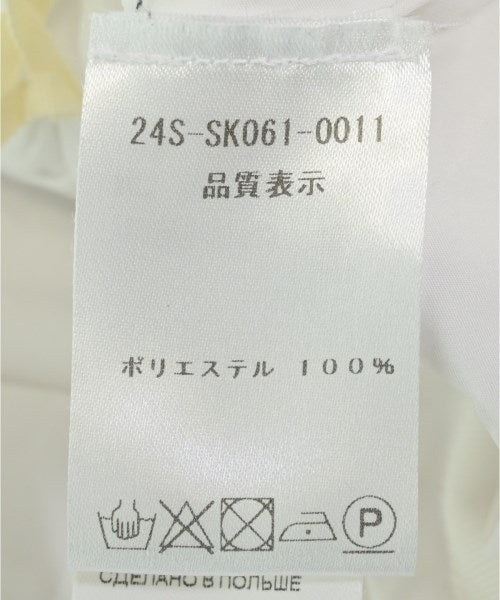 24S-SK061-0011
品質表示
ポリエステル 100%
P
СДЕЛАНО В ПОЛЬШЕ